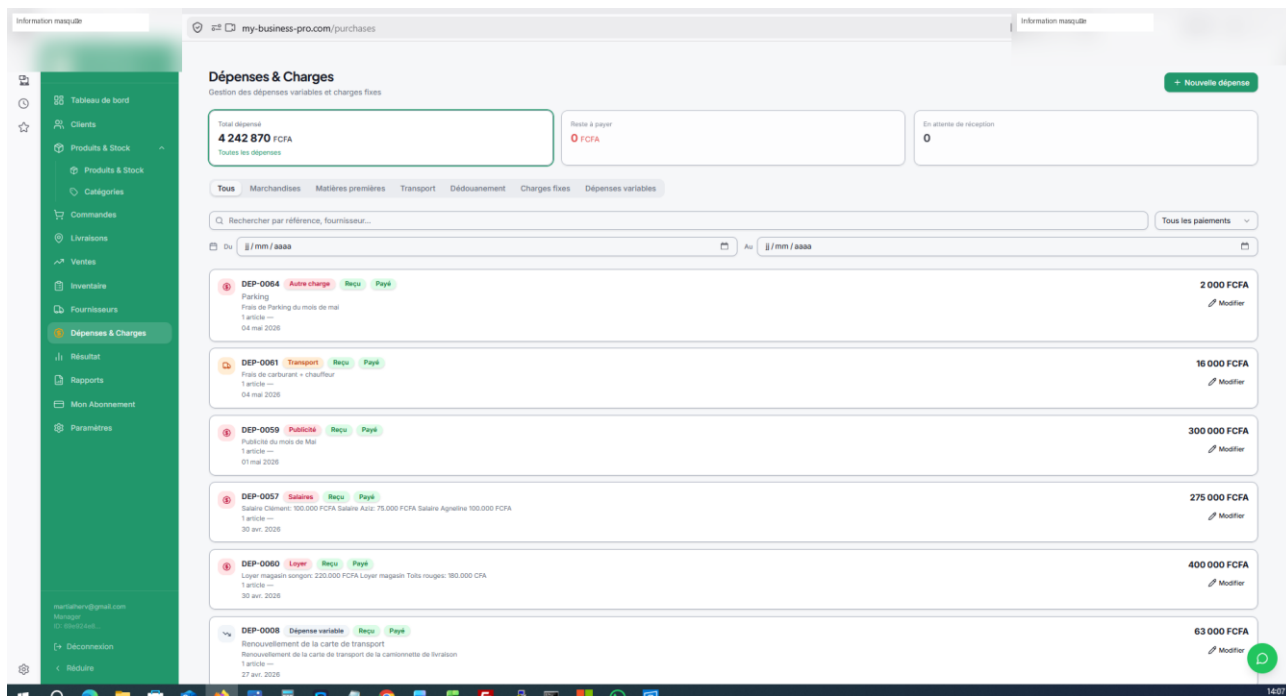 Information masquée
my-business-pro.com/purchases
Information masquée
Tableau de bord
Clients
Produits & Stock
Produits & Stock
Catégories
Commandes
Livraisons
Ventes
Inventaire
Fournisseurs
Dépenses & Charges
Résultat
Rapports
Mon Abonnement
Paramètres
martialherv@gmail.com
Manager
Déconnexion
Réduire
Dépenses & Charges
Gestion des dépenses variables et charges fixes
+ Nouvelle dépense
Total dépensé
4 242 870 FCFA
Toutes les dépenses
Reste à payer
0 FCFA
En attente de réception
0
Tous Marchandises Matières premières Transport Dédouanement Charges fixes Dépenses variables
Rechercher par référence, fournisseur...
Tous les paiements
Du jj/mm/aaaa Au jj/mm/aaaa
DEP-0064 Autre charge Reçu Payé
2 000 FCFA
Parking
Frais de Parking du mois de mai
Modifier
1 article —
04 mai 2026
DEP-0061 Transport Reçu Payé
16 000 FCFA
Frais de carburant + chauffeur
Modifier
1 article —
04 mai 2026
DEP-0059 Publicité Reçu Payé
300 000 FCFA
Publicité du mois de Mai
Modifier
1 article —
01 mai 2026
DEP-0057 Salaires Reçu Payé
275 000 FCFA
Salaire Clément: 100.000 FCFA Salaire Aziz: 75.000 FCFA Salaire Agneline 100.000 FCFA
Modifier
1 article —
30 avr. 2026
DEP-0060 Loyer Reçu Payé
400 000 FCFA
Loyer magasin songon: 220.000 FCFA Loyer magasin Toits rouges: 180.000 CFA
Modifier
1 article —
30 avr. 2026
DEP-0008 Dépense variable Reçu Payé
63 000 FCFA
Renouvellement de la carte de transport
Renouvellement de la carte de transport de la camionnette de livraison
Modifier
1 article —
27 avr. 2026
14:07